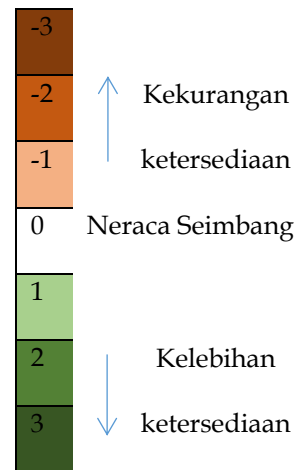 -3
-2 Kekurangan
-1 ketersediaan
0 Neraca Seimbang
1
2 Kelebihan
3 ketersediaan